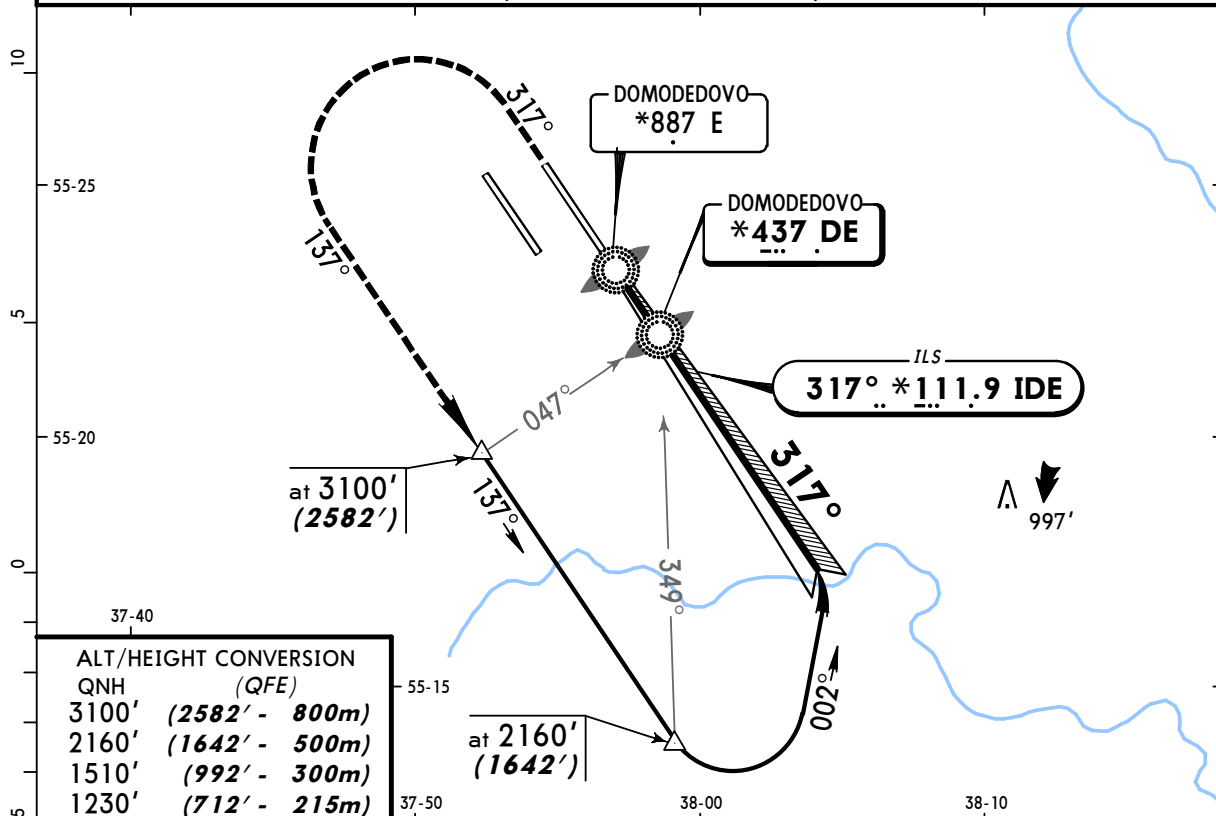 10
317°
DOMODEDOVO
*887 E
55-25
DOMODEDOVO
*437 DE
137°
5
ILS
317° *111.9 IDE
047°
55-20
317°
at 3100'
(2582')
137°
997'
0
349°
37-40
ALT/HEIGHT CONVERSION
QNH (QFE)
3100' (2582' - 800m)
2160' (1642' - 500m)
1510' (992' - 300m)
1230' (712' - 215m)
55-15
002°
at 2160'
(1642')
5
37-50
38-00
38-10